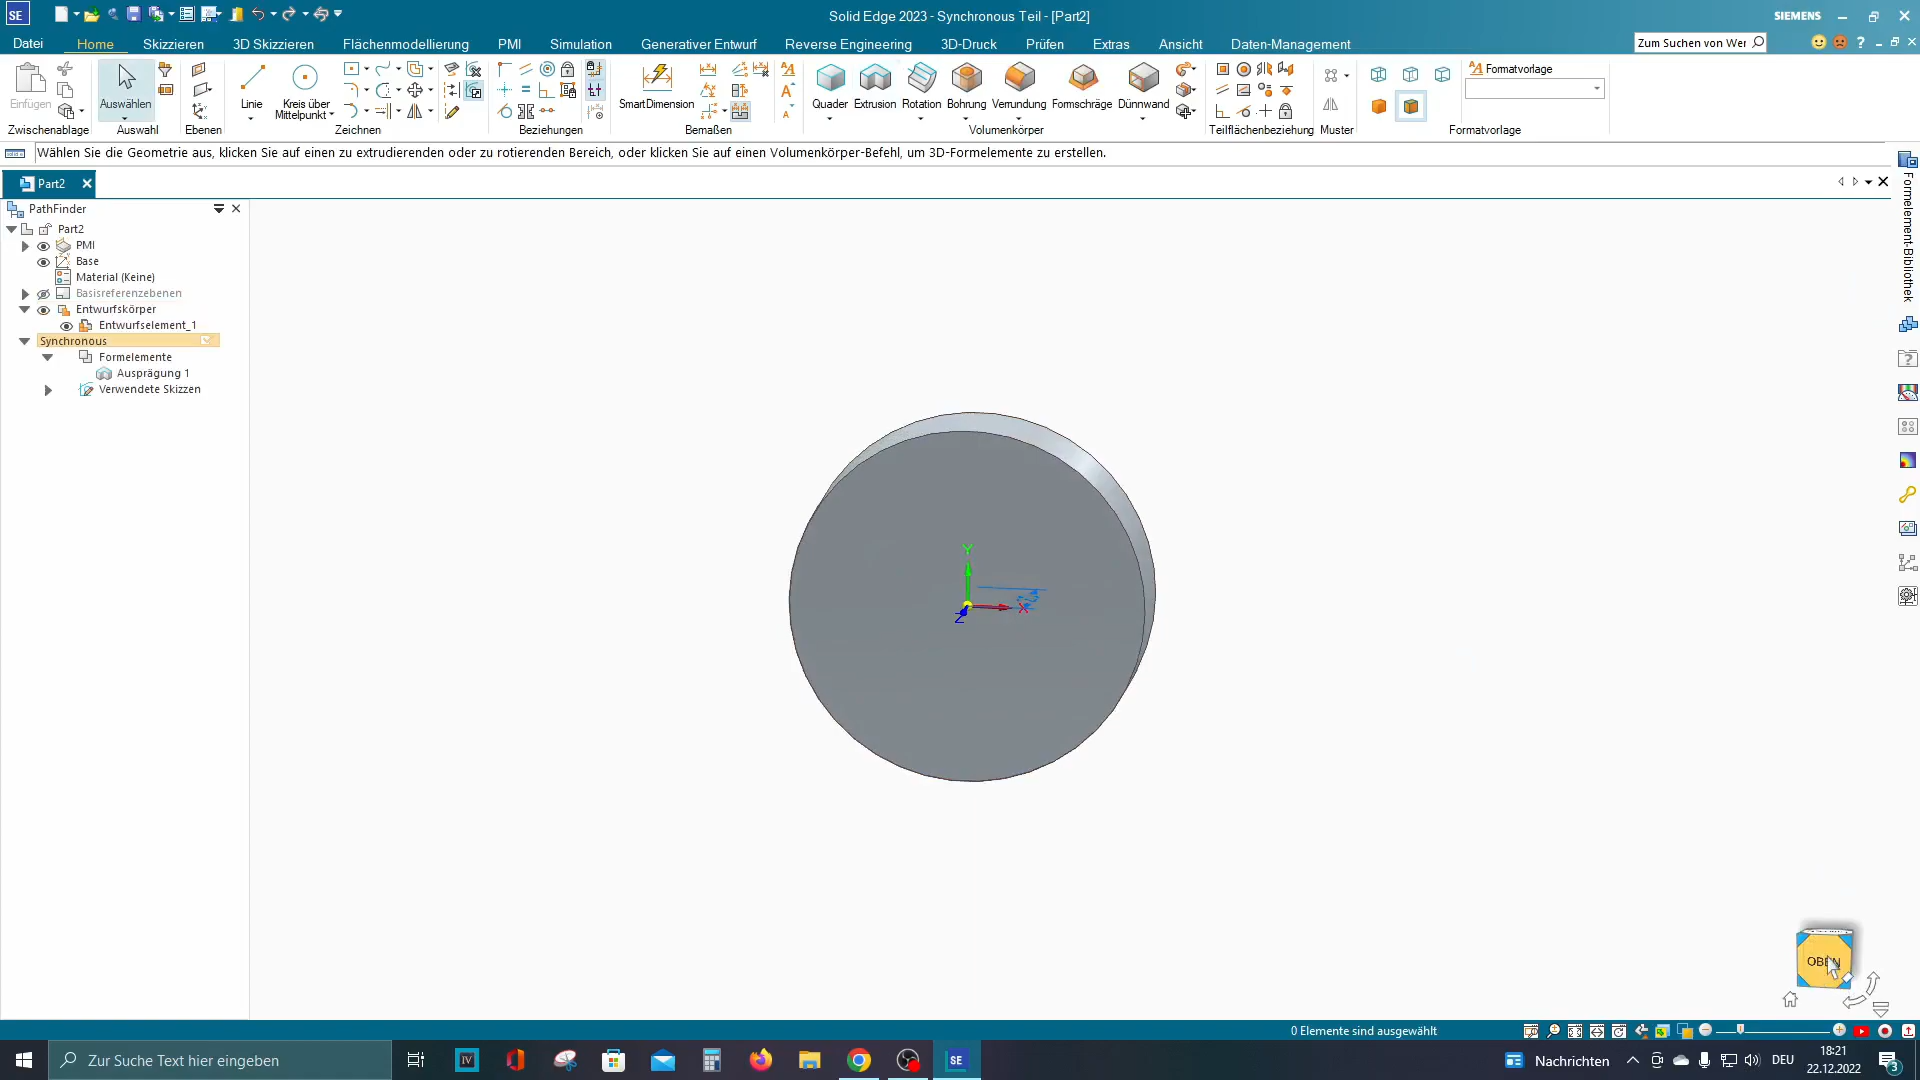 SE
Solid Edge 2023 - Synchronous Teil - [Part2]
SIEMENS
Datei
Home
Skizzieren
3D Skizzieren
Flächenmodellierung
PMI
Simulation
Generativer Entwurf
Reverse Engineering
3D-Druck
Prüfen
Extras
Ansicht
Daten-Management
Zum Suchen von Wer
Einfügen
Auswählen
Linie
Kreis über
Mittelpunkt
SmartDimension
Quader
Extrusion
Rotation
Bohrung
Verrundung
Formschräge
Dünnwand
Formatvorlage
Zwischenablage
Auswahl
Ebenen
Zeichnen
Beziehungen
Bemaßen
Volumenkörper
Teilflächenbeziehung
Muster
Formatvorlage
Wählen Sie die Geometrie aus, klicken Sie auf einen zu extrudierenden oder zu rotierenden Bereich, oder klicken Sie auf einen Volumenkörper-Befehl, um 3D-Formelemente zu erstellen.
Part2
PathFinder
Part2
PMI
Base
Material (Keine)
Basisreferenzebenen
Entwurfskörper
Entwurfselement_1
Synchronous
Formelemente
Ausprägung 1
Verwendete Skizzen
Formelement-Bibliothek
Y
X
Z
OBEN
0 Elemente sind ausgewählt
Zur Suche Text hier eingeben
IV
SE
Nachrichten
DEU
18:21
22.12.2022
3